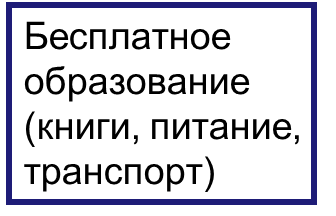 Бесплатное
образование
(книги, питание,
транспорт)